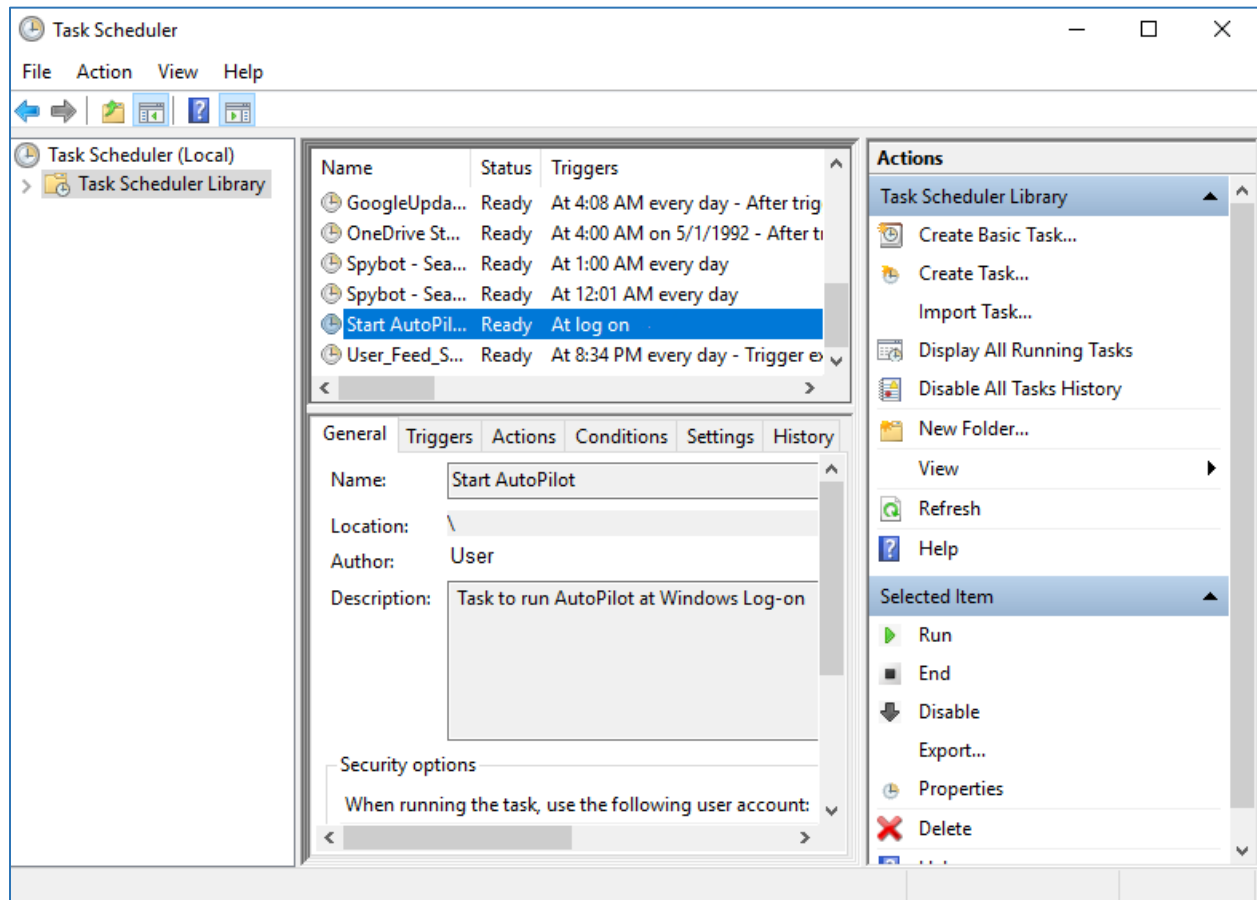 Task Scheduler
File Action View Help
Task Scheduler (Local)
Task Scheduler Library
Name Status Triggers
GoogleUpda... Ready At 4:08 AM every day - After trig
OneDrive St... Ready At 4:00 AM on 5/1/1992 - After
Spybot - Sea... Ready At 1:00 AM every day
Spybot - Sea... Ready At 12:01 AM every day
Start AutoPil... Ready At log on
User_Feed_S... Ready At 8:34 PM every day - Trigger ex
General Triggers Actions Conditions Settings History
Name: Start AutoPilot
Location: \
Author: User
Description: Task to run AutoPilot at Windows Log-on
Security options
When running the task, use the following user account:
Actions
Task Scheduler Library
Create Basic Task...
Create Task...
Import Task...
Display All Running Tasks
Disable All Tasks History
New Folder...
View
Refresh
Help
Selected Item
Run
End
Disable
Export...
Properties
Delete